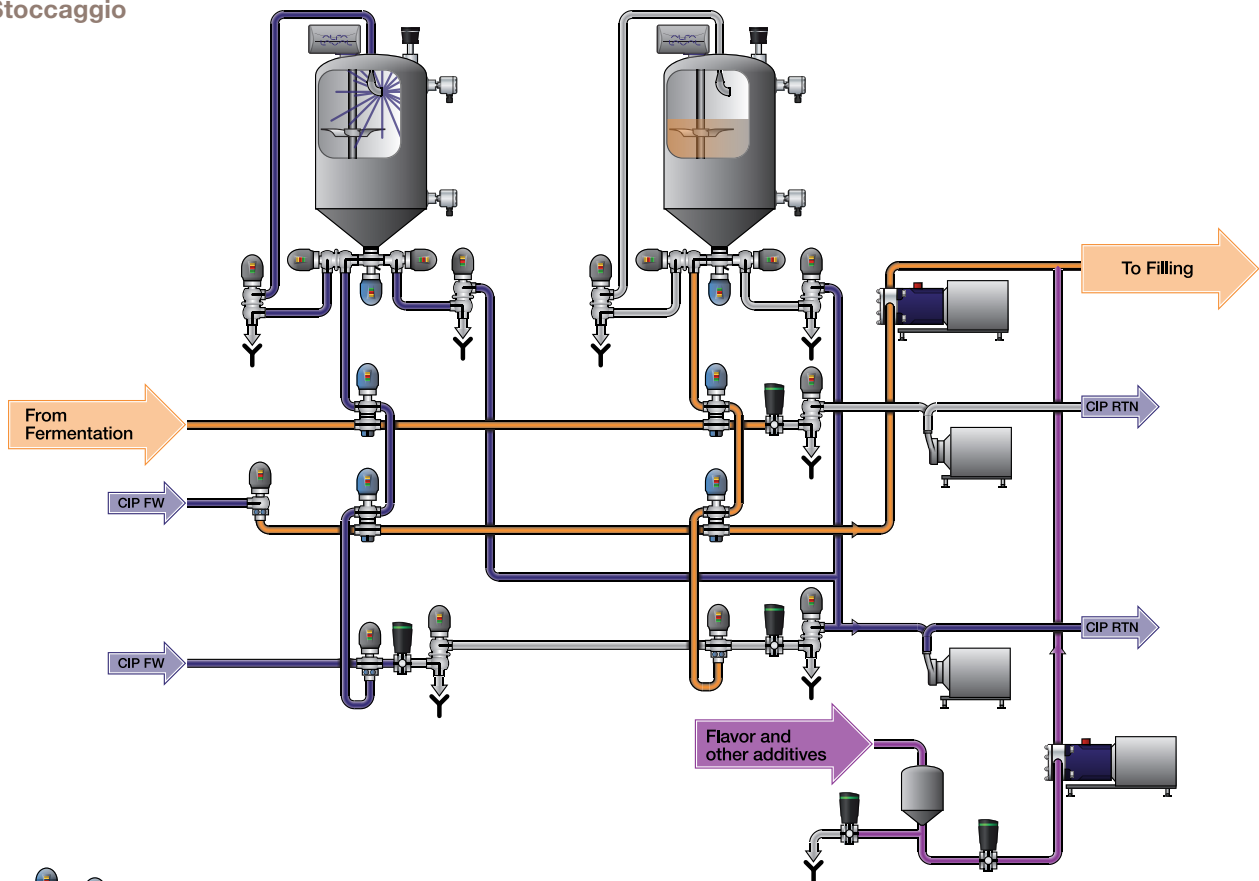 Stoccaggio
To Filling
From
Fermentation
CIP RTN
CIP FW
CIP RTN
CIP FW
Flavor and
other additives